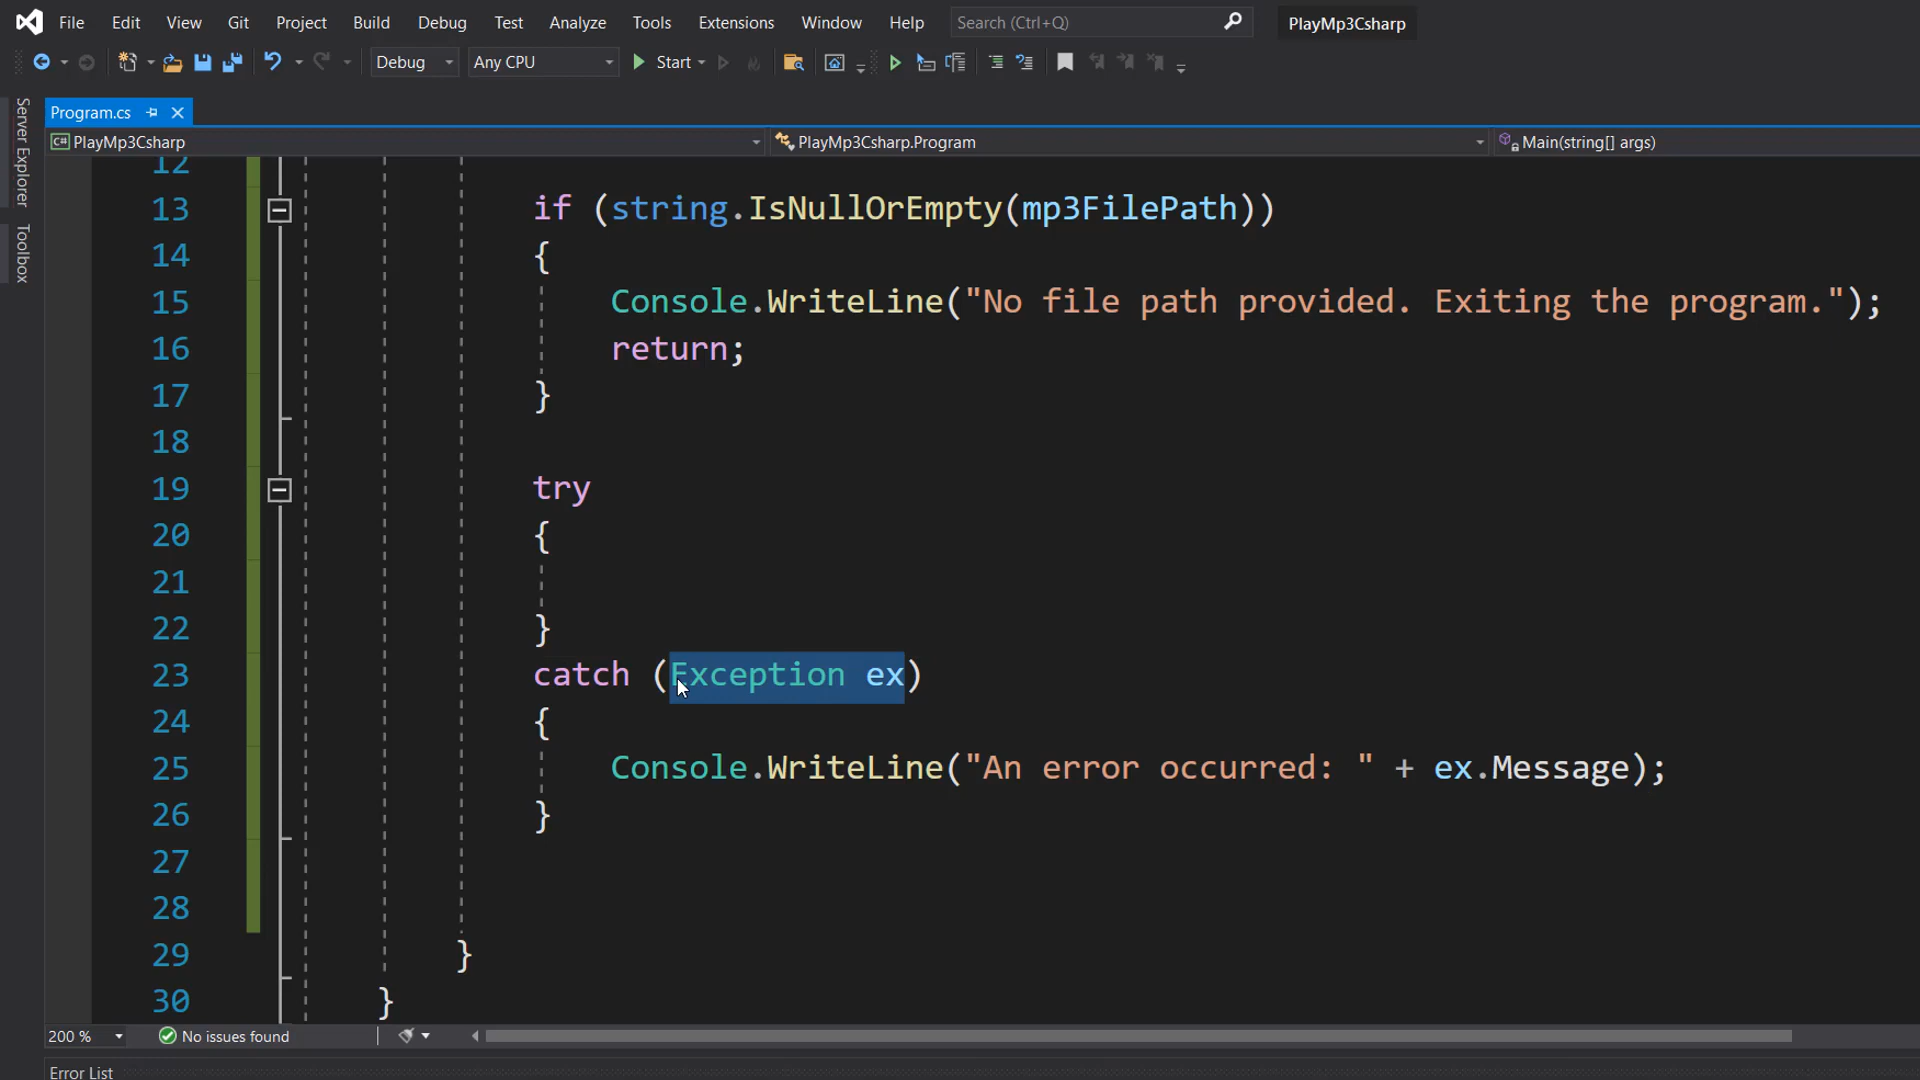 File Edit View Git Project Build Debug Test Analyze Tools Extensions Window Help Search (Ctrl+Q) PlayMp3Csharp
Debug Any CPU Start
Server Explorer
Toolbox
Program.cs
C# PlayMp3Csharp PlayMp3Csharp.Program Main(string[] args)
12
13 if (string.IsNullOrEmpty(mp3FilePath))
14 {
15 Console.WriteLine("No file path provided. Exiting the program.");
16 return;
17 }
18
19 try
20 {
21
22 }
23 catch (Exception ex)
24 {
25 Console.WriteLine("An error occurred: " + ex.Message);
26 }
27
28
29 }
30 }
200 % No issues found
Error List